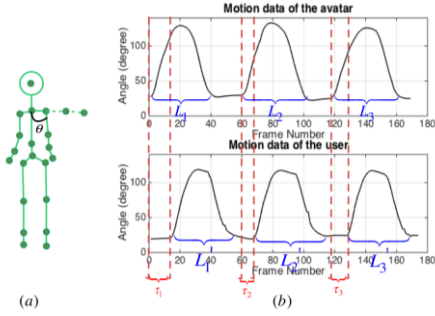 Motion data of the avatar
Angle (degree)
100
50
0
0 20 40 60 80 100 120 140 160 180
L1 L2 L3
Frame Number
θ
Motion data of the user
Angle (degree)
100
50
0
0 20 40 60 80 100 120 140 160 180
L1' L2' L3'
Frame Number
τ1 τ2 τ3
(a) (b)